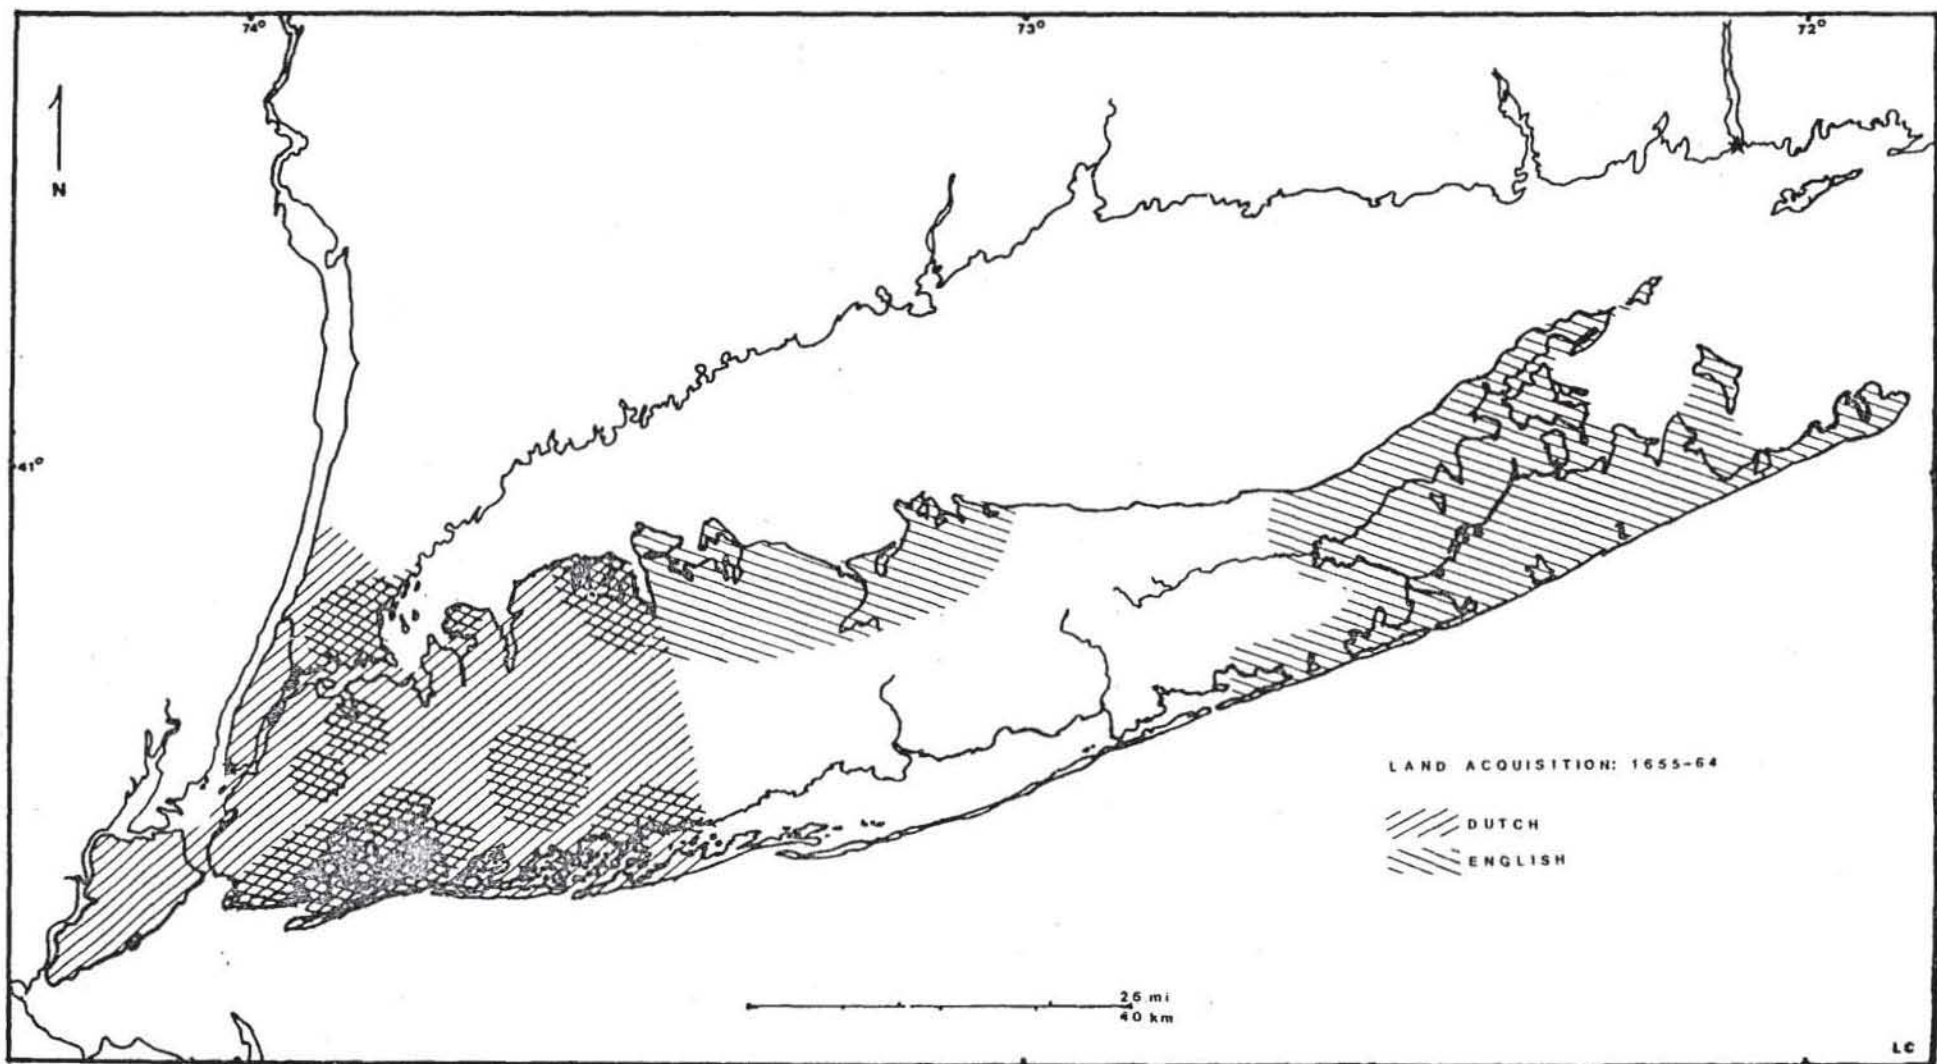 74°
73°
72°
N
41°
LAND ACQUISITION: 1655-64
DUTCH
ENGLISH
25 mi
40 km
LC